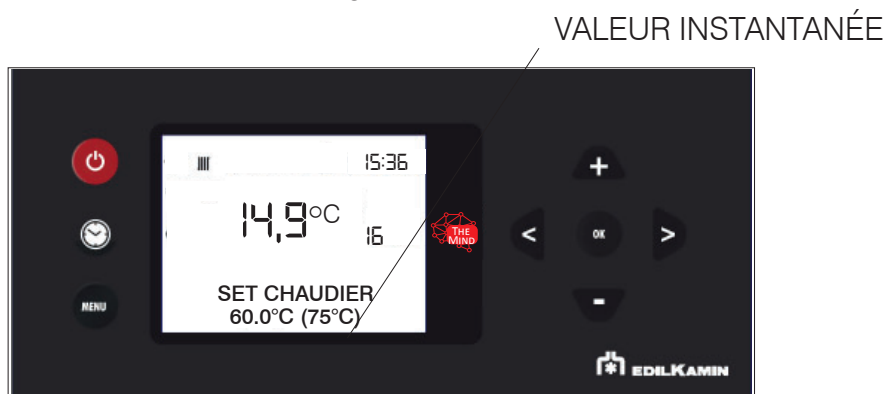 VALEUR INSTANTANÉE
15:36
14,9°C
16
THE
MIND
SET CHAUDIER
60.0°C (75°C)
MENU
+
<
OK
>
-
EDILKAMIN